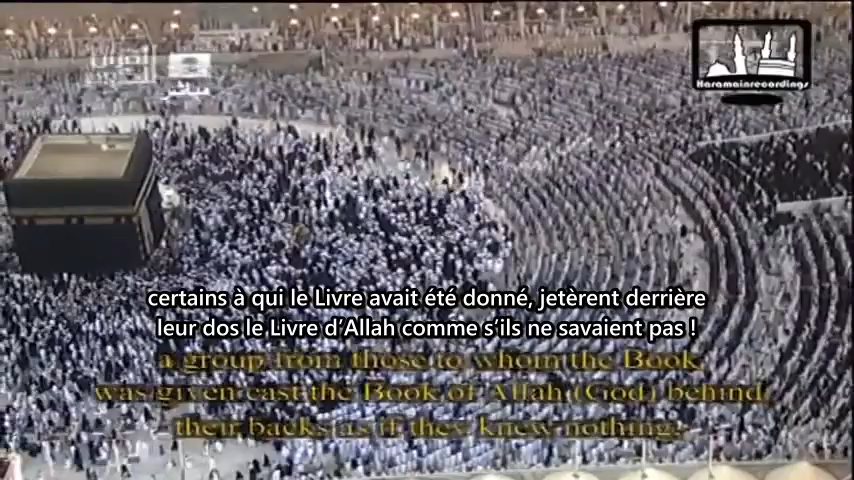 مباشر
Haramainrecordings
certains à qui le Livre avait été donné, jetèrent derrière
leur dos le Livre d’Allah comme s’ils ne savaient pas !
a group from those to whom the Book
was given cast the Book of Allah (God) behind
their backs as if they knew nothing.